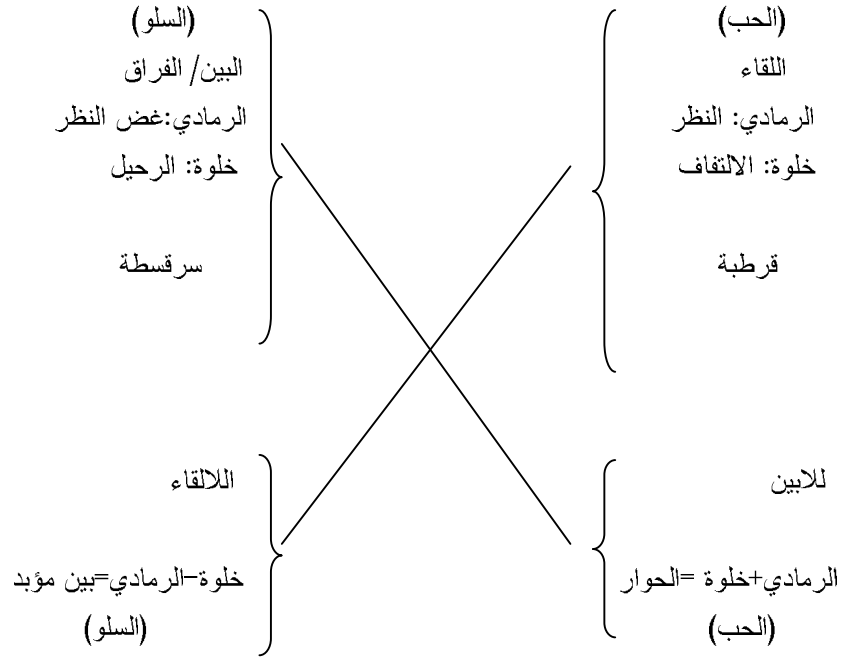 (الحب)
اللقاء
الرمادي: النظر
خلوة: الالتفاف
قرطبة
(السلو)
البين/ الفراق
الرمادي:غض النظر
خلوة: الرحيل
سرقسطة
للابين
الرمادي+خلوة =الحوار
(الحب)
اللالقاء
خلوة-الرمادي=بين مؤبد
(السلو)